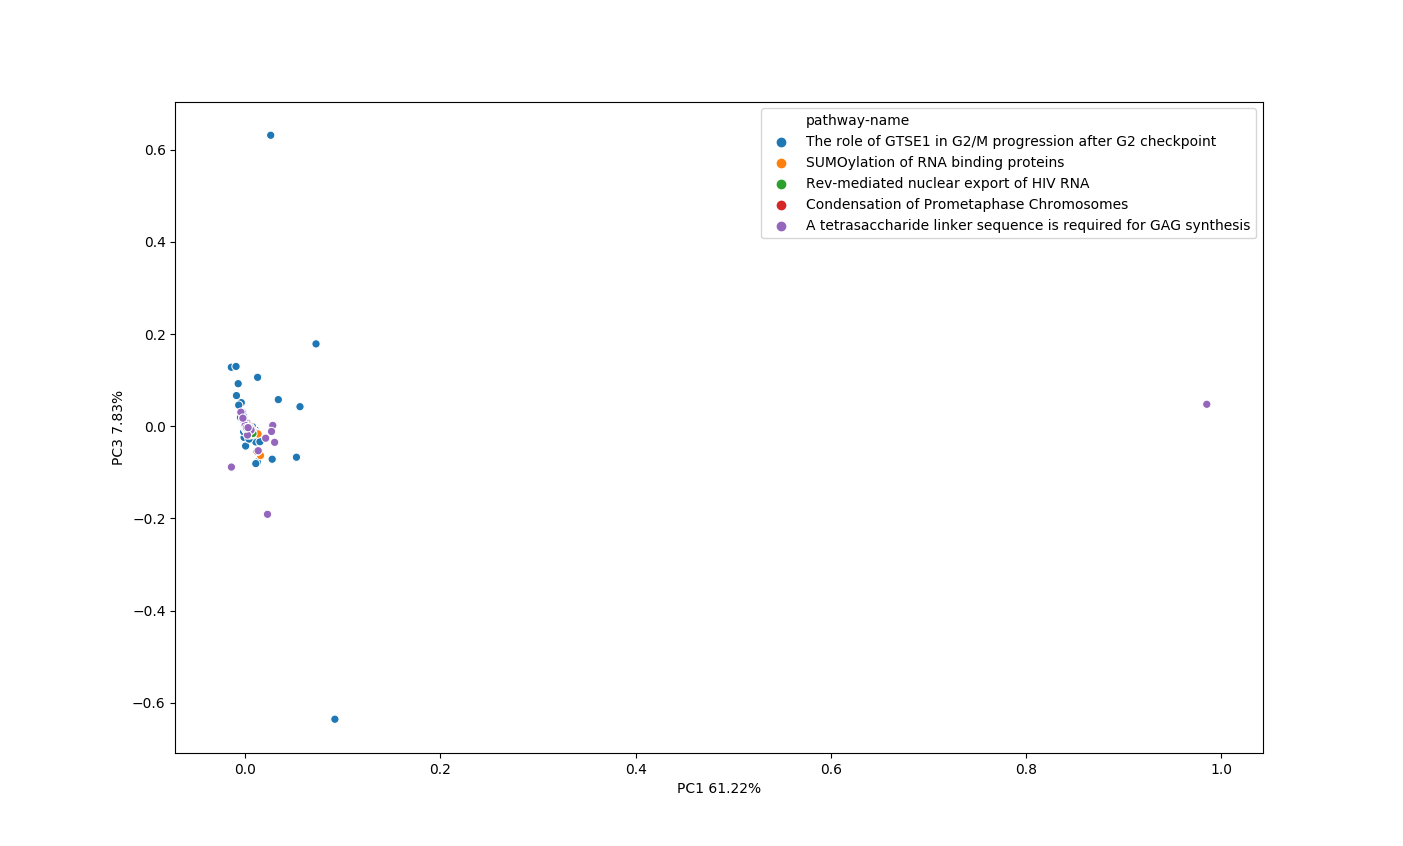 pathway-name
The role of GTSE1 in G2/M progression after G2 checkpoint
SUMOylation of RNA binding proteins
Rev-mediated nuclear export of HIV RNA
Condensation of Prometaphase Chromosomes
A tetrasaccharide linker sequence is required for GAG synthesis
0.6
0.4
0.2
0.0
−0.2
−0.4
−0.6
PC3 7.83%
0.0 0.2 0.4 0.6 0.8 1.0
PC1 61.22%